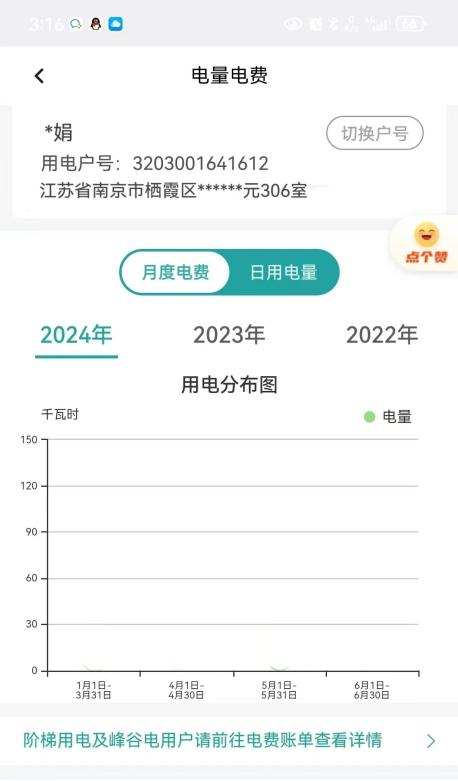 3:16
66
电量电费
*娟
切换户号
用电户号：3203001641612
江苏省南京市栖霞区******元306室
点个赞
月度电费
日用电量
2024年
2023年
2022年
用电分布图
千瓦时
电量
150
120
90
60
30
0
1月1日-
3月31日
4月1日-
4月30日
5月1日-
5月31日
6月1日-
6月30日
阶梯用电及峰谷电用户请前往电费账单查看详情